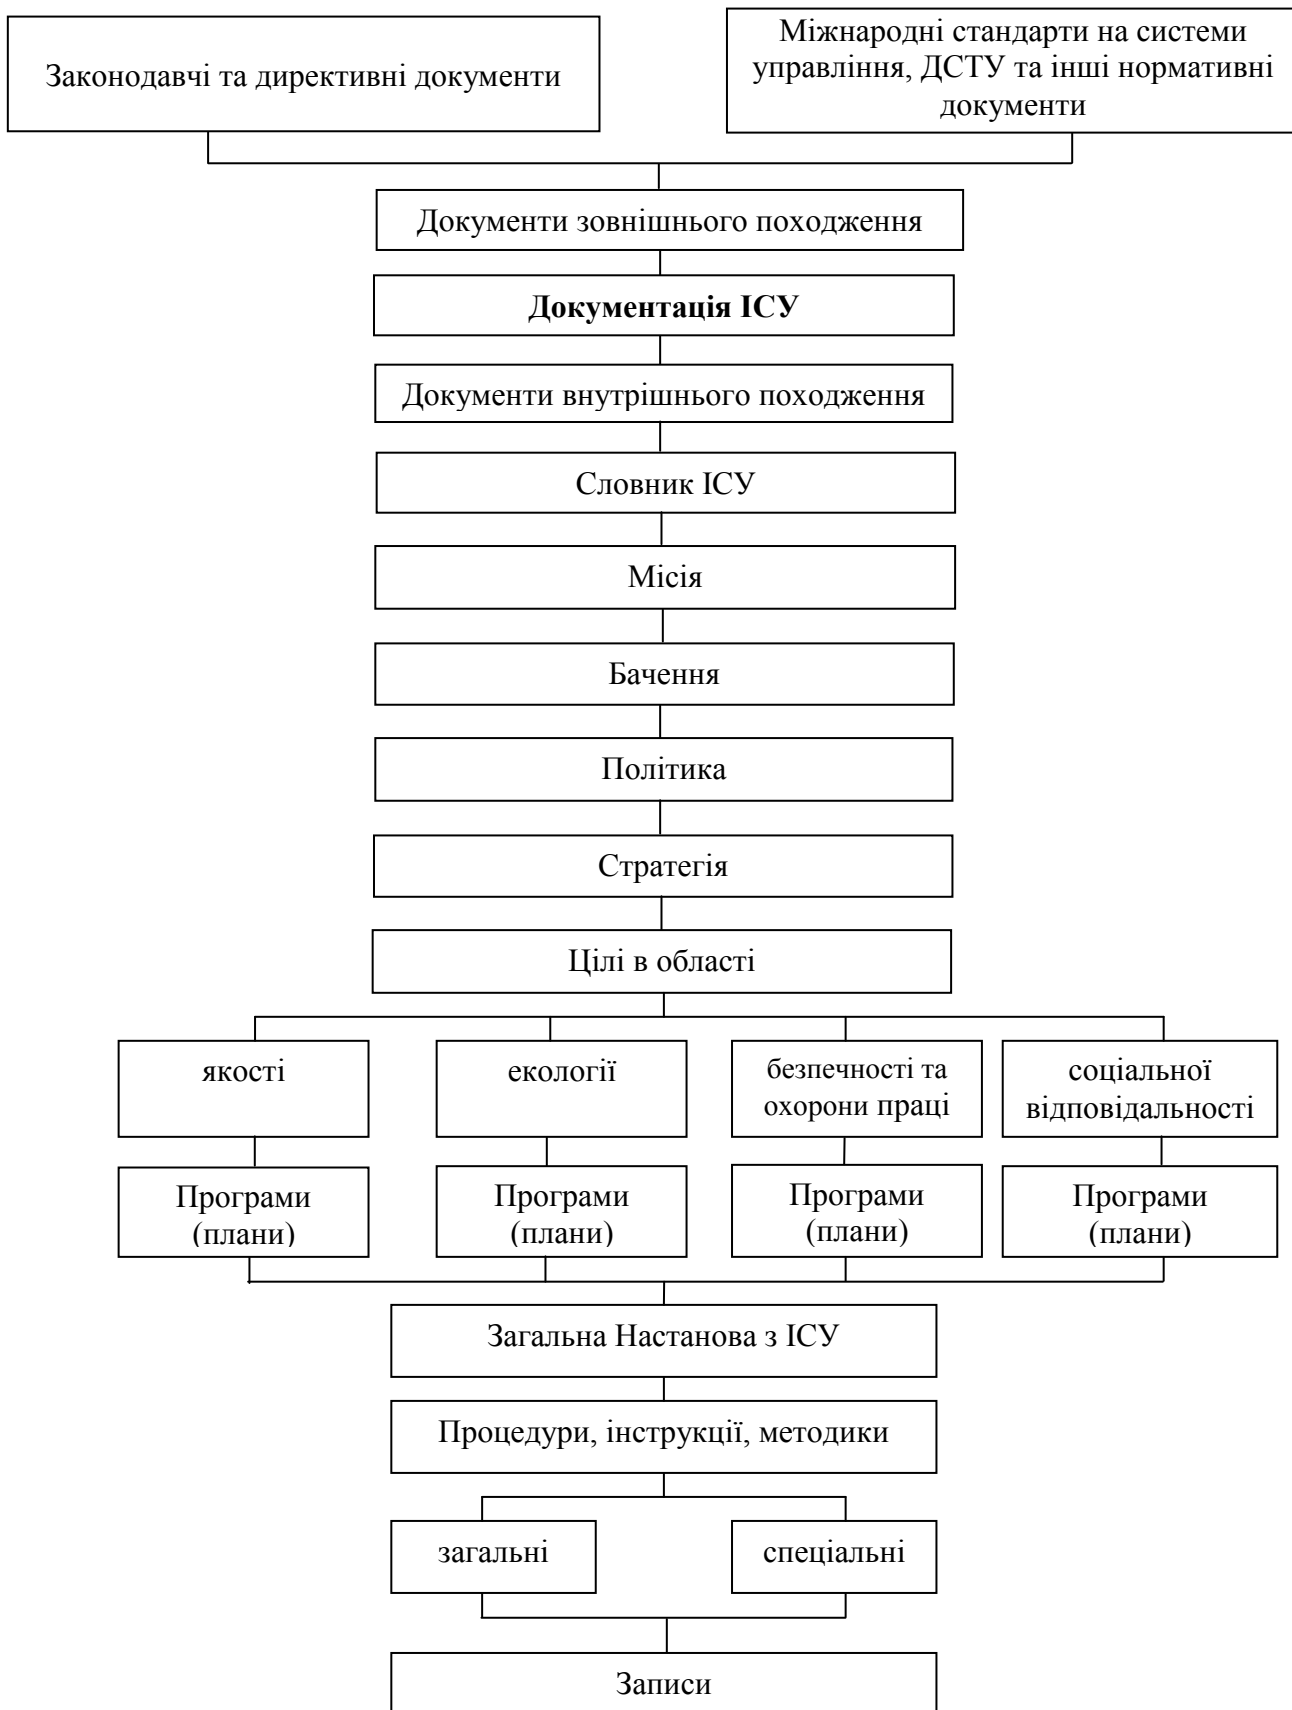 Законодавчі та директивні документи
Міжнародні стандарти на системи
управління, ДСТУ та інші нормативні
документи
Документи зовнішнього походження
Документація ІСУ
Документи внутрішнього походження
Словник ІСУ
Місія
Бачення
Політика
Стратегія
Цілі в області
якості
екології
безпечності та
охорони праці
соціальної
відповідальності
Програми
(плани)
Програми
(плани)
Програми
(плани)
Програми
(плани)
Загальна Настанова з ІСУ
Процедури, інструкції, методики
загальні
спеціальні
Записи